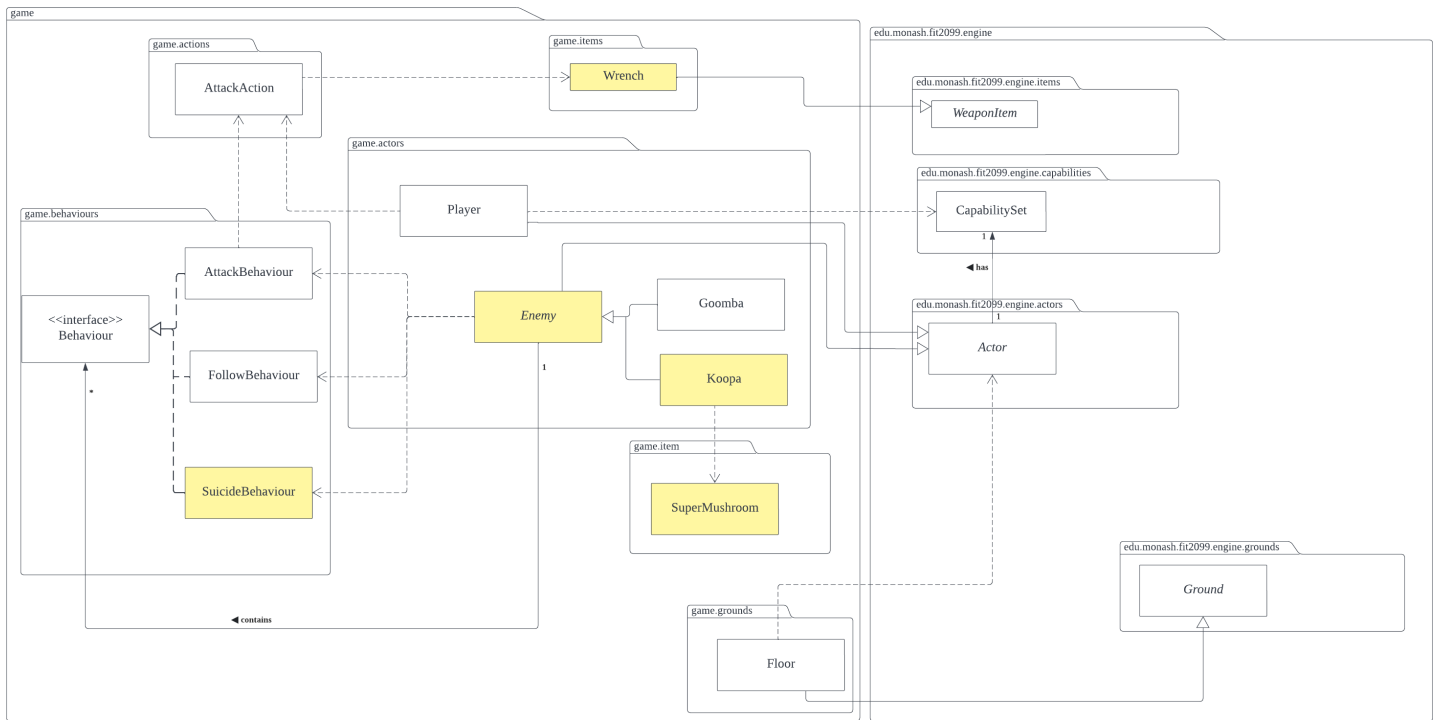 game
edu.monash.fit2099.engine
game.actions
game.items
AttackAction
Wrench
edu.monash.fit2099.engine.items
WeaponItem
game.actors
edu.monash.fit2099.engine.capabilities
Player
CapabilitySet
1
◀ has
game.behaviours
AttackBehaviour
<<interface>>
Behaviour
*
FollowBehaviour
SuicideBehaviour
Enemy
1
Goomba
Koopa
edu.monash.fit2099.engine.actors
1
Actor
game.item
SuperMushroom
◀ contains
game.grounds
Floor
edu.monash.fit2099.engine.grounds
Ground